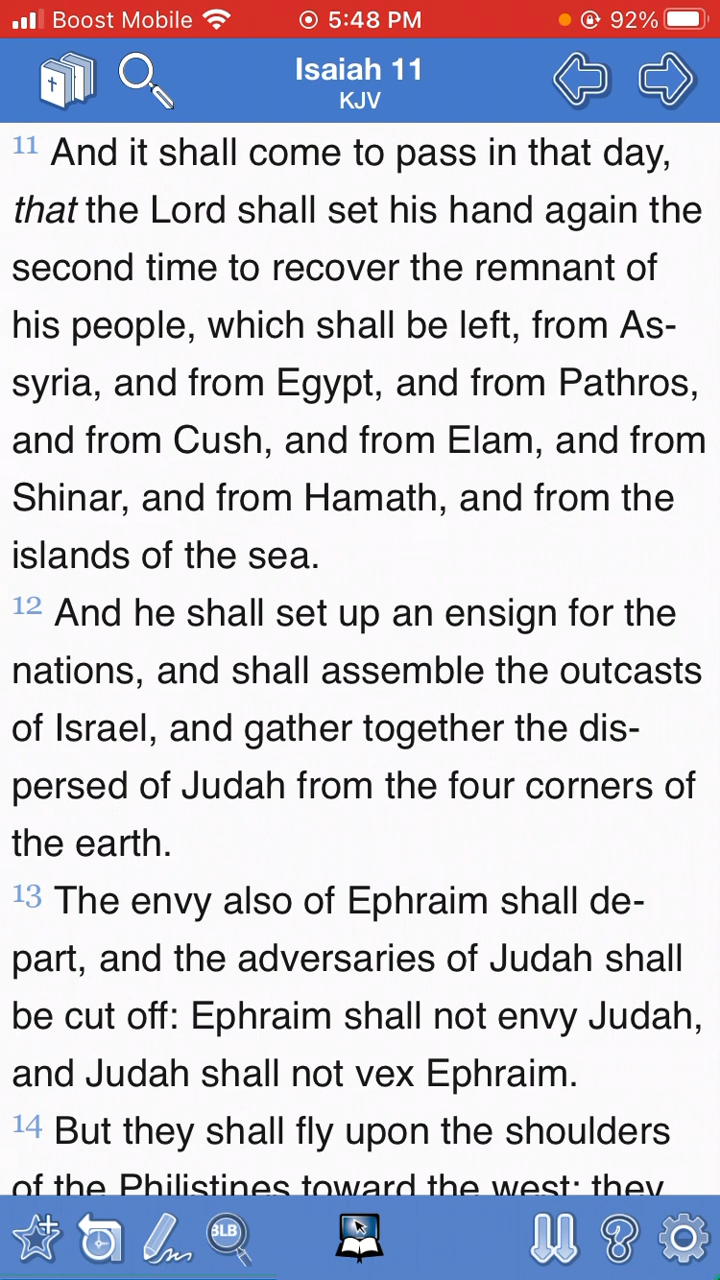 Boost Mobile 5:48 PM 92%
Isaiah 11
KJV
11 And it shall come to pass in that day,
that the Lord shall set his hand again the
second time to recover the remnant of
his people, which shall be left, from As-
syria, and from Egypt, and from Pathros,
and from Cush, and from Elam, and from
Shinar, and from Hamath, and from the
islands of the sea.
12 And he shall set up an ensign for the
nations, and shall assemble the outcasts
of Israel, and gather together the dis-
persed of Judah from the four corners of
the earth.
13 The envy also of Ephraim shall de-
part, and the adversaries of Judah shall
be cut off: Ephraim shall not envy Judah,
and Judah shall not vex Ephraim.
14 But they shall fly upon the shoulders
of the Philistines toward the west; they
BLB